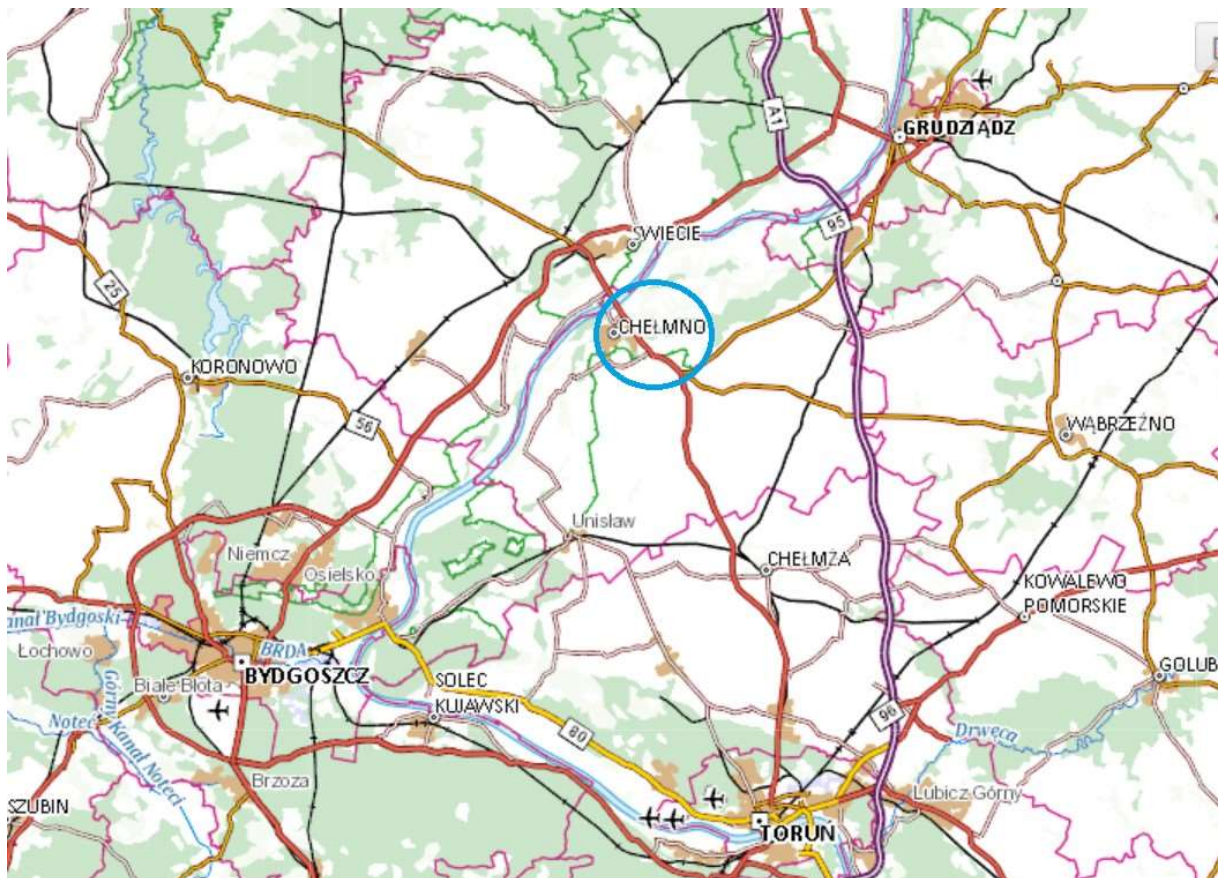 A1
GRUDZIĄDZ
95
ŚWIECIE
25
CHEŁMNO
KORONOWO
56
WĄBRZEŹNO
Unisław
Niemcz
CHEŁMŻA
Osielsko
KOWALEWO
POMORSKIE
Kanał Bydgoski
Łochowo
BRDA
BYDGOSZCZ
GOLUB
Białe Błota
SOLEC
KUJAWSKI
Górny Kanał Noteci
Noteć
96
80
Drwęca
Brzoza
SZUBIN
Lubicz Górny
TORUŃ